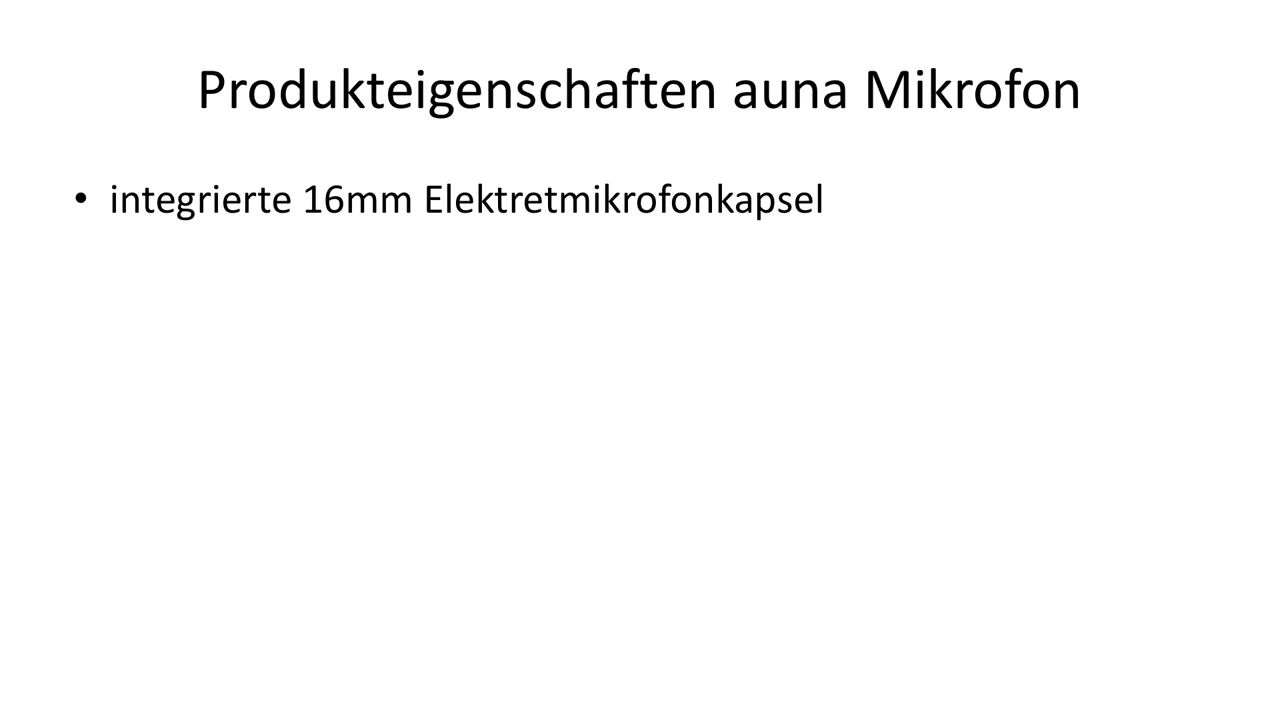 Produkteigenschaften auna Mikrofon
• integrierte 16mm Elektretmikrofonkapsel